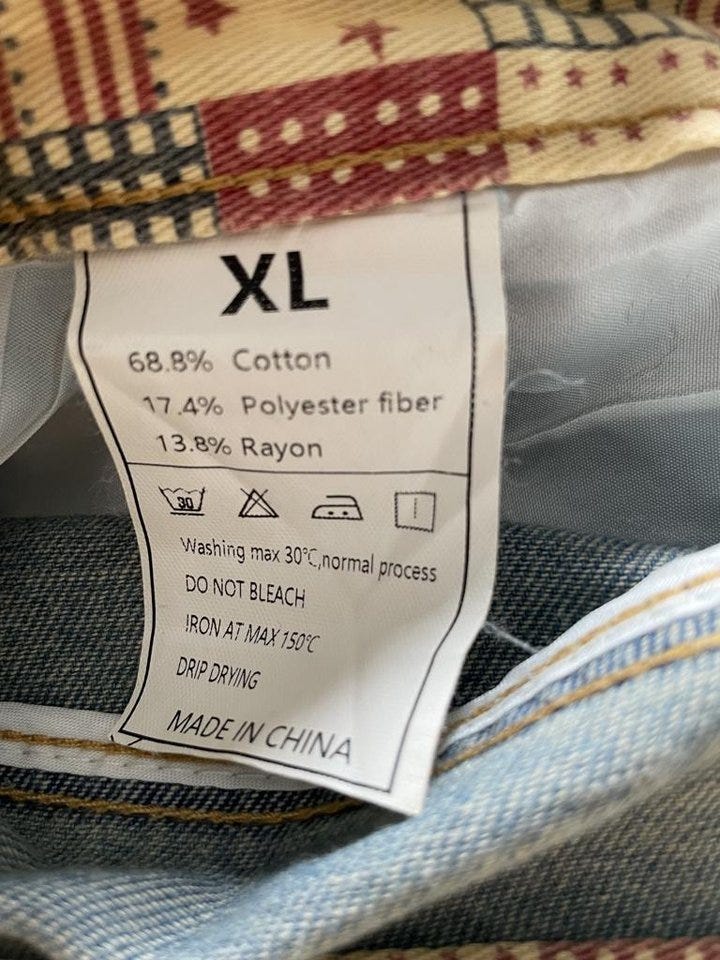 XL
68.8% Cotton
17.4% Polyester fiber
13.8% Rayon
30
Washing max 30℃,normal process
DO NOT BLEACH
IRON AT MAX 150℃
DRIP DRYING
MADE IN CHINA